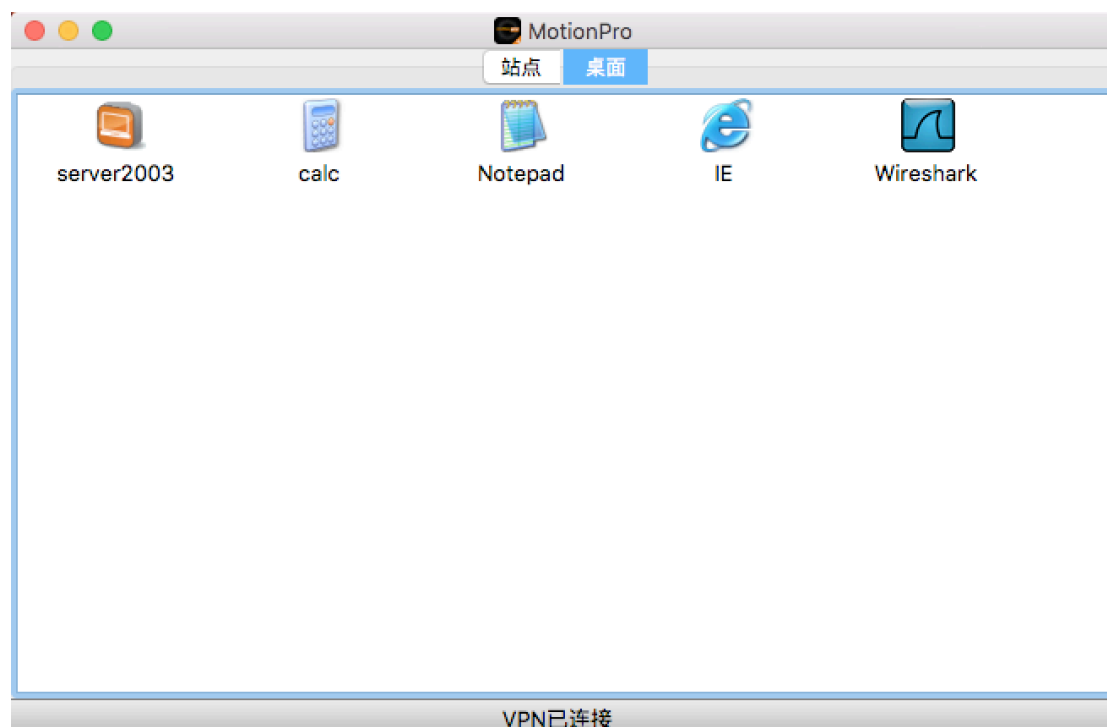 MotionPro
站点 桌面
server2003 calc Notepad IE Wireshark
VPN已连接